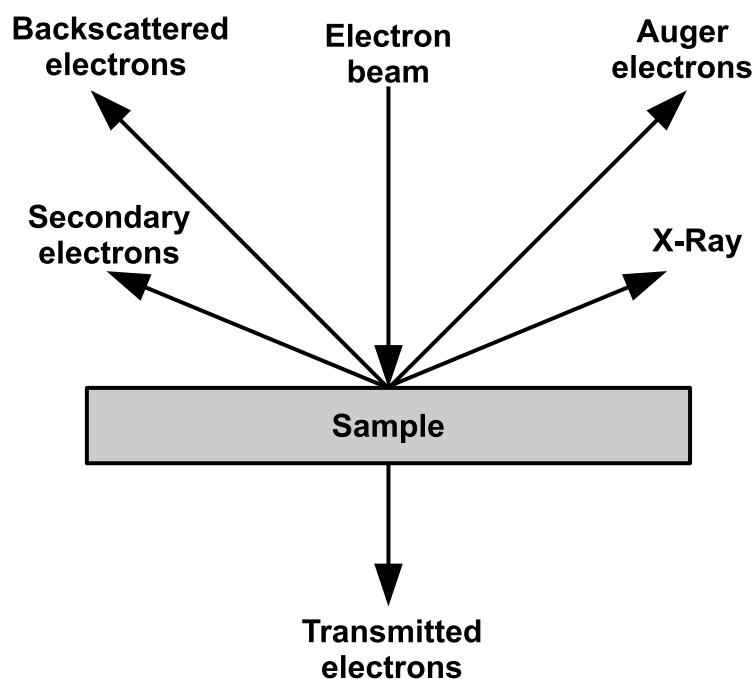 Backscattered
electrons
Electron
beam
Auger
electrons
Secondary
electrons
X-Ray
Sample
Transmitted
electrons